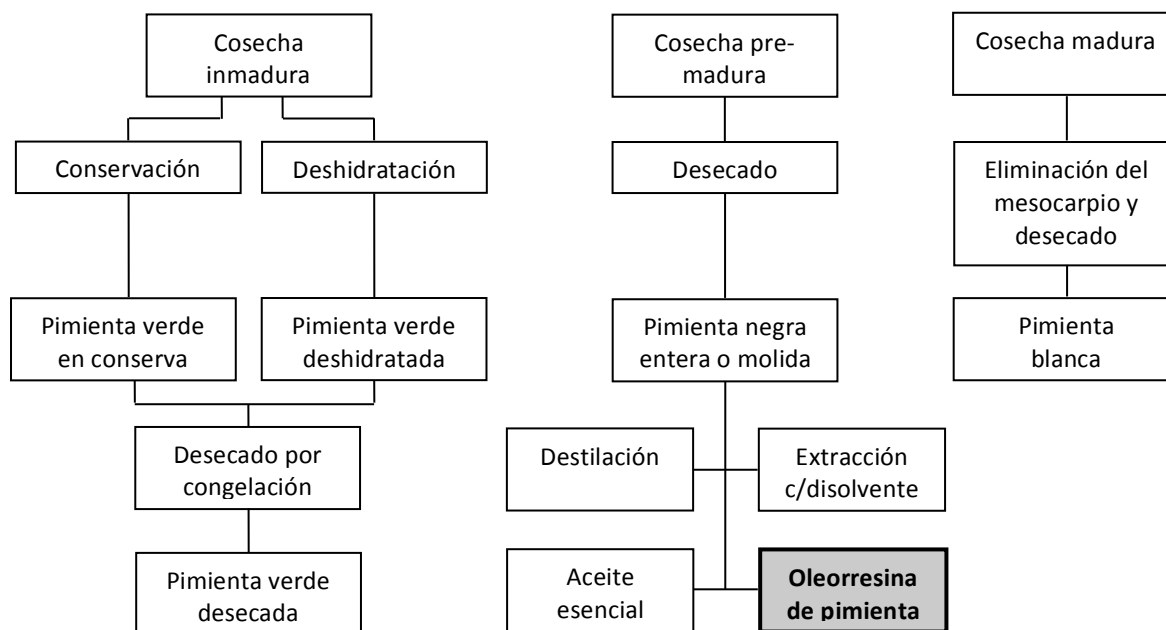 Cosecha
inmadura
Cosecha pre-
madura
Cosecha madura
Conservación
Deshidratación
Desecado
Eliminación del
mesocarpio y
desecado
Pimienta verde
en conserva
Pimienta verde
deshidratada
Pimienta negra
entera o molida
Pimienta
blanca
Desecado por
congelación
Destilación
Extracción
c/disolvente
Pimienta verde
desecada
Aceite
esencial
Oleorresina
de pimienta